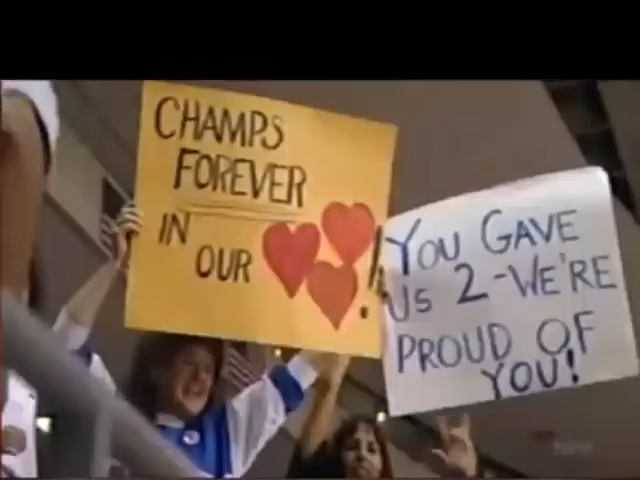 CHAMPS
FOREVER
IN
OUR
!
YOU GAVE
US 2-WE'RE
PROUD OF
YOU!